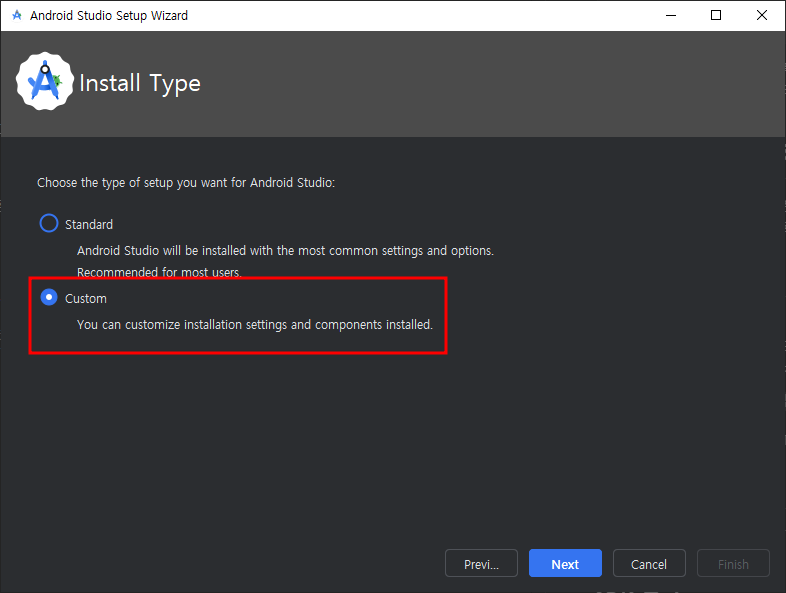 Android Studio Setup Wizard
Install Type
Choose the type of setup you want for Android Studio:
Standard
Android Studio will be installed with the most common settings and options.
Recommended for most users.
Custom
You can customize installation settings and components installed.
Previ...
Next
Cancel
Finish